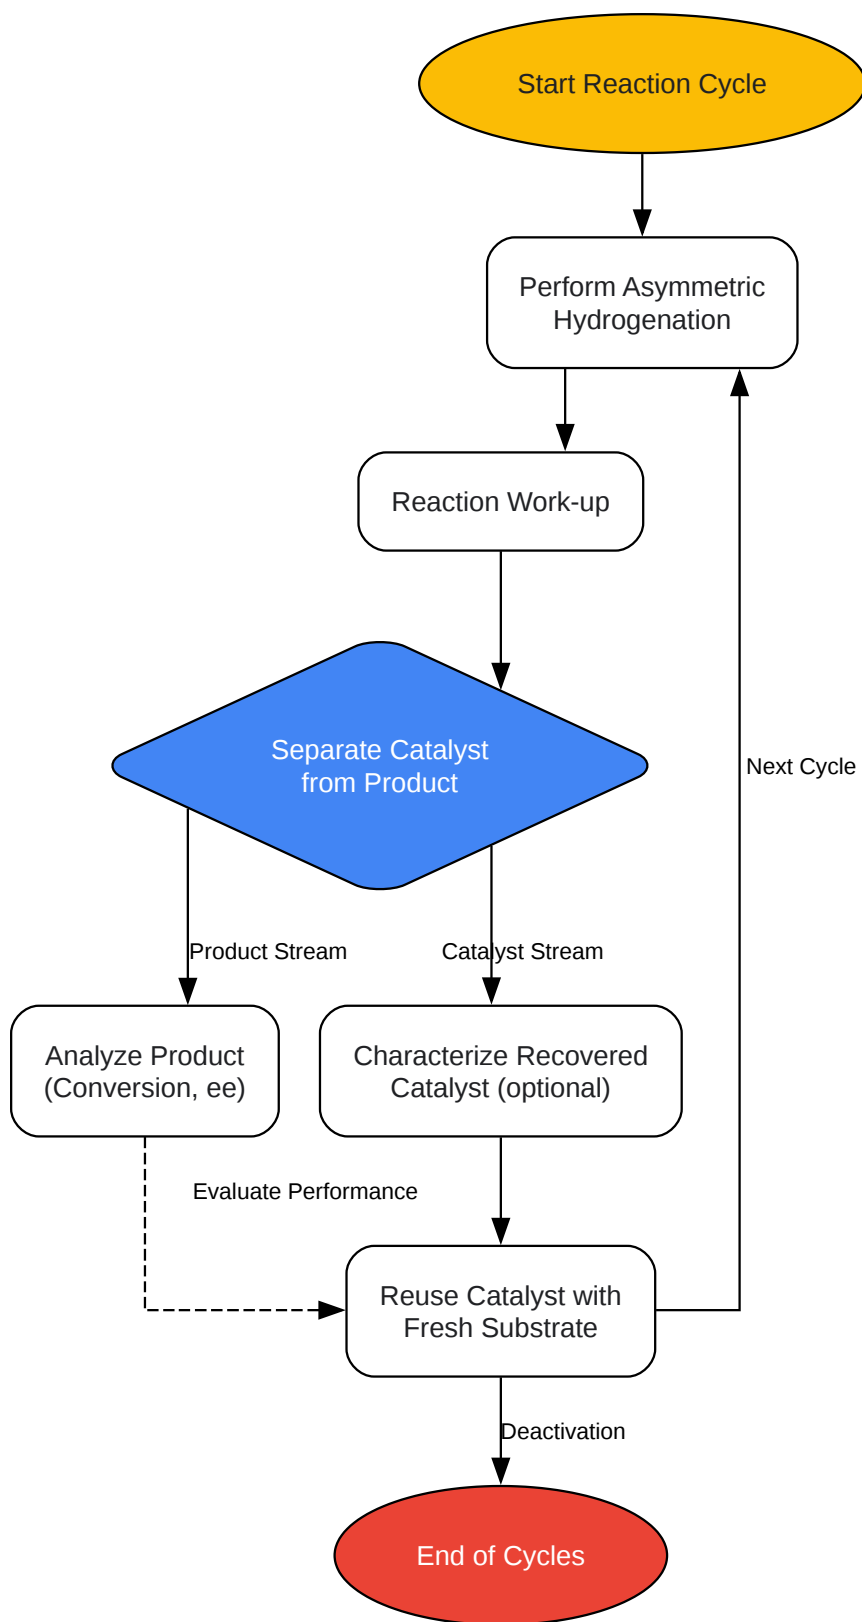 Start Reaction Cycle
Perform Asymmetric
Hydrogenation
Reaction Work-up
Separate Catalyst
from Product
Next Cycle
Product Stream
Catalyst Stream
Analyze Product
(Conversion, ee)
Characterize Recovered
Catalyst (optional)
Evaluate Performance
Reuse Catalyst with
Fresh Substrate
Deactivation
End of Cycles